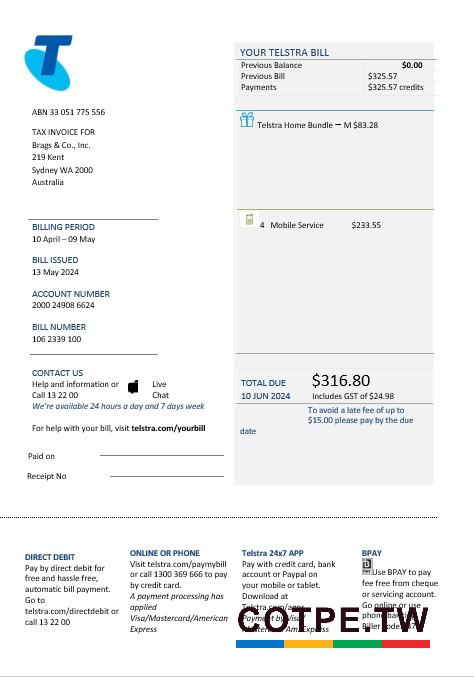 T
ABN 33 051 775 556
TAX INVOICE FOR
Brags & Co., Inc.
219 Kent
Sydney WA 2000
Australia
BILLING PERIOD
10 April – 09 May
BILL ISSUED
13 May 2024
ACCOUNT NUMBER
2000 24908 6624
BILL NUMBER
106 2339 100
CONTACT US
Help and information or
Call 13 22 00
Live
Chat
We're available 24 hours a day and 7 days week
For help with your bill, visit telstra.com/yourbill
Paid on
Receipt No
YOUR TELSTRA BILL
Previous Balance $0.00
Previous Bill $325.57
Payments $325.57 credits
Telstra Home Bundle – M $83.28
4 Mobile Service $233.55
TOTAL DUE $316.80
10 JUN 2024 Includes GST of $24.98
To avoid a late fee of up to
$15.00 please pay by the due
date
DIRECT DEBIT
Pay by direct debit for
free and hassle free,
automatic bill payment.
Go to
telstra.com/directdebit or
call 13 22 00
ONLINE OR PHONE
Visit telstra.com/paymybill
or call 1300 369 666 to pay
by credit card.
A payment processing has
applied
Visa/Mastercard/American
Express
Telstra 24x7 APP
Pay with credit card, bank
account or Paypal on
your mobile or tablet.
Download at
Telstra.com/apps
Payment by Visa/
Mastercard/Am. Express
BPAY
B
PAY
Use BPAY to pay
fee free from cheque
or servicing account.
Go online or use
phone banking
Biller code:
COTPE.TW